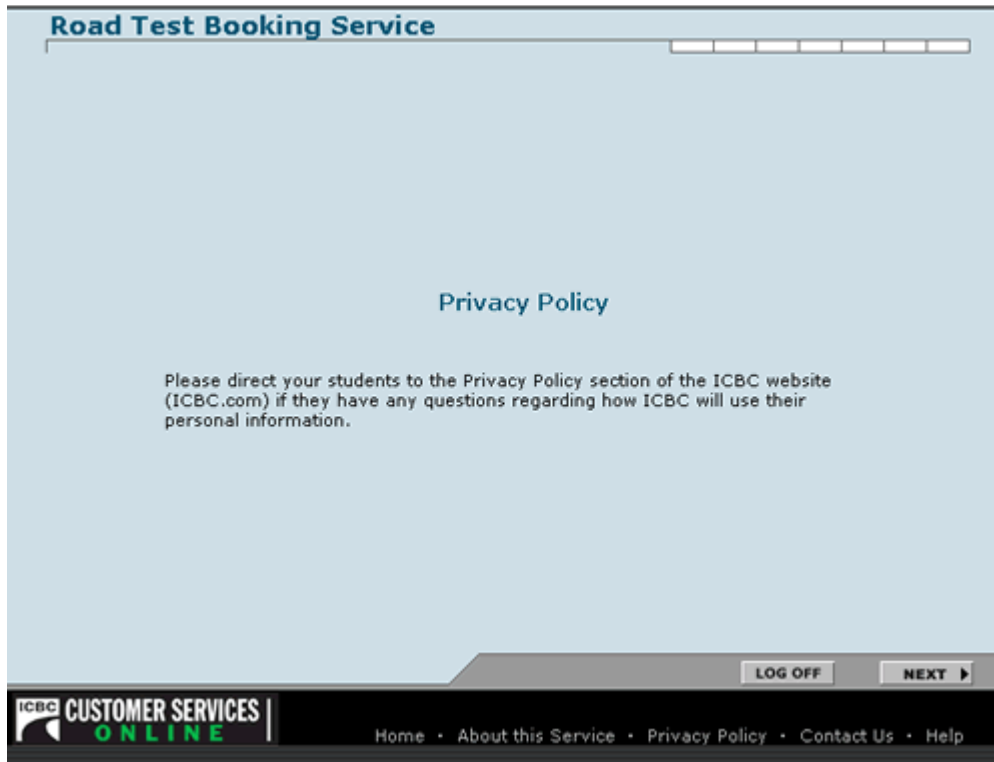 Road Test Booking Service
Privacy Policy
Please direct your students to the Privacy Policy section of the ICBC website
(ICBC.com) if they have any questions regarding how ICBC will use their
personal information.
LOG OFF
NEXT
ICBC CUSTOMER SERVICES
ONLINE
Home · About this Service · Privacy Policy · Contact Us · Help